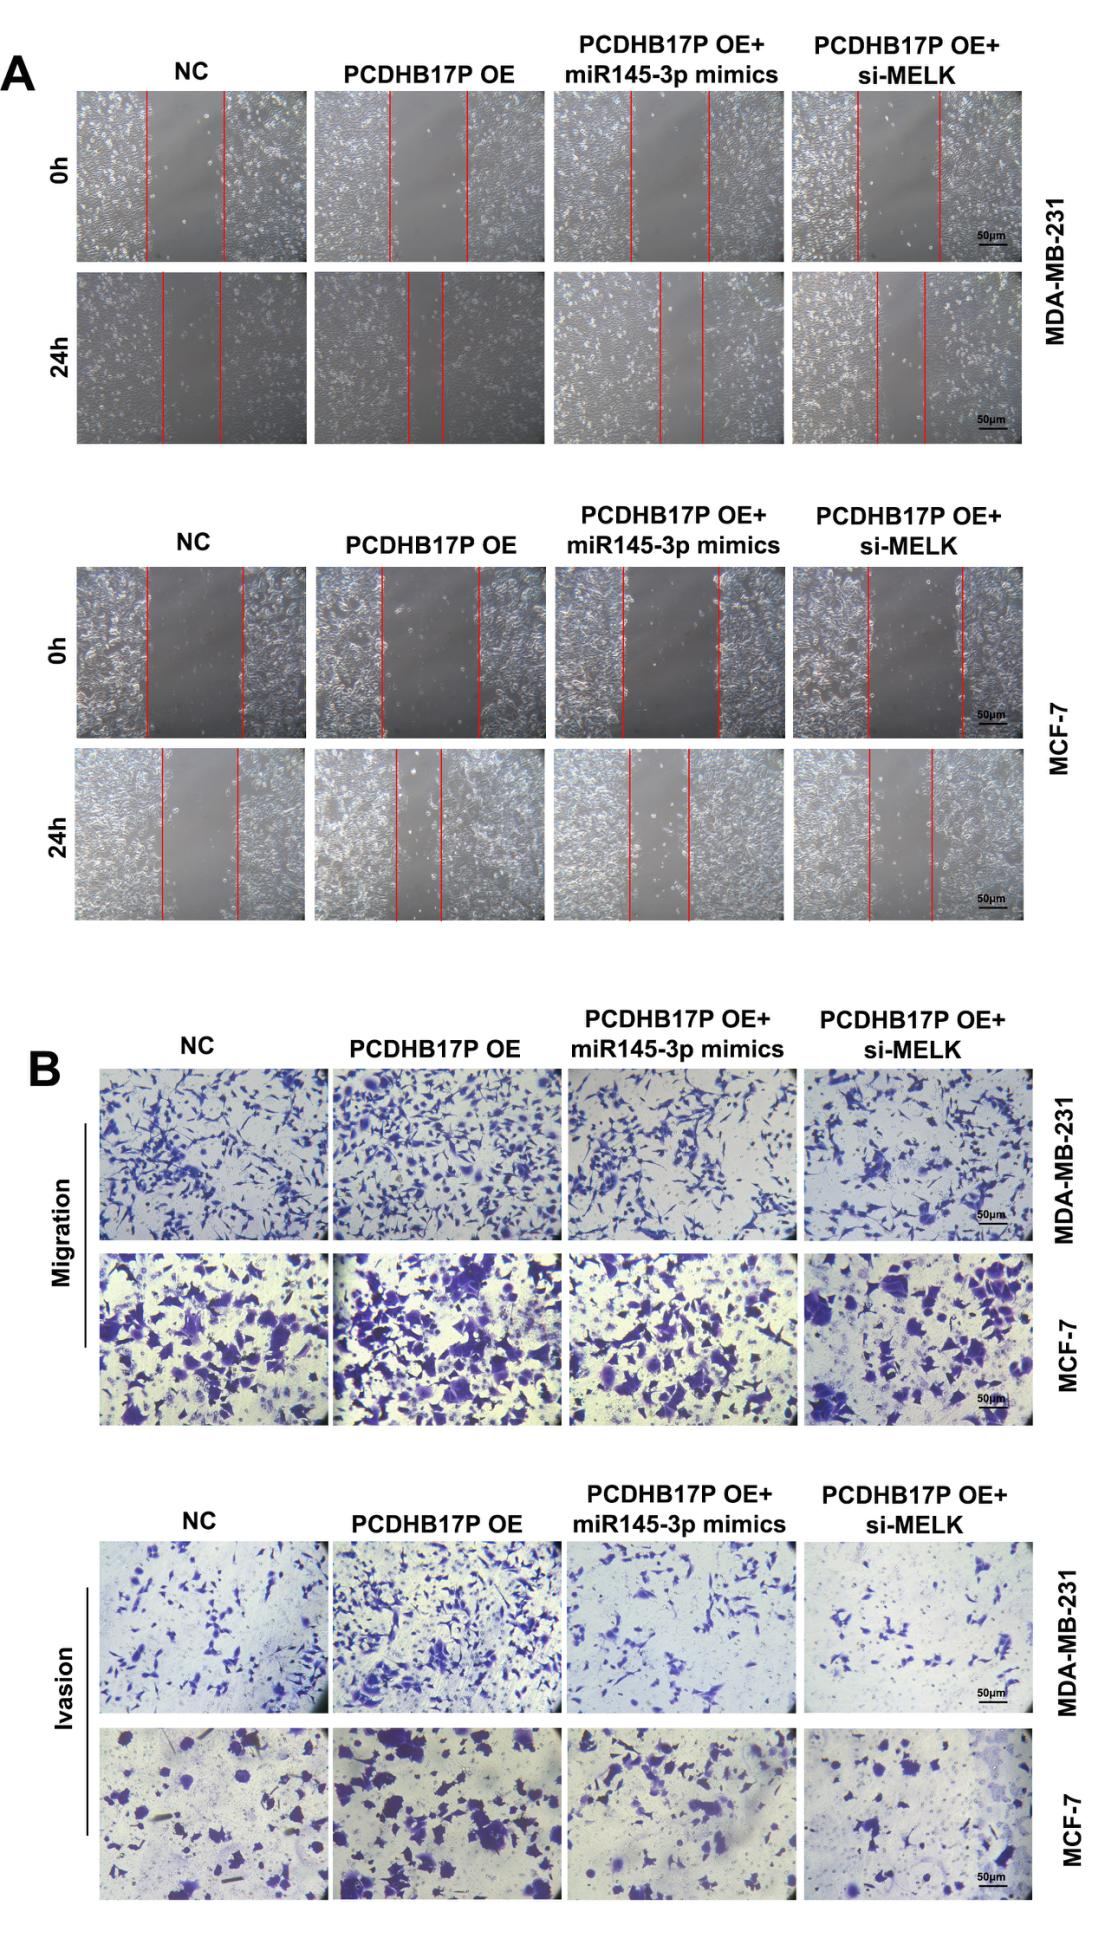 A
NC
PCDHB17P OE
PCDHB17P OE+
miR145-3p mimics
PCDHB17P OE+
si-MELK
0h
50μm
24h
50μm
MDA-MB-231
NC
PCDHB17P OE
PCDHB17P OE+
miR145-3p mimics
PCDHB17P OE+
si-MELK
0h
50μm
24h
50μm
MCF-7
B
NC
PCDHB17P OE
PCDHB17P OE+
miR145-3p mimics
PCDHB17P OE+
si-MELK
Migration
50μm
MDA-MB-231
50μm
MCF-7
NC
PCDHB17P OE
PCDHB17P OE+
miR145-3p mimics
PCDHB17P OE+
si-MELK
Ivasion
50μm
MDA-MB-231
50μm
MCF-7